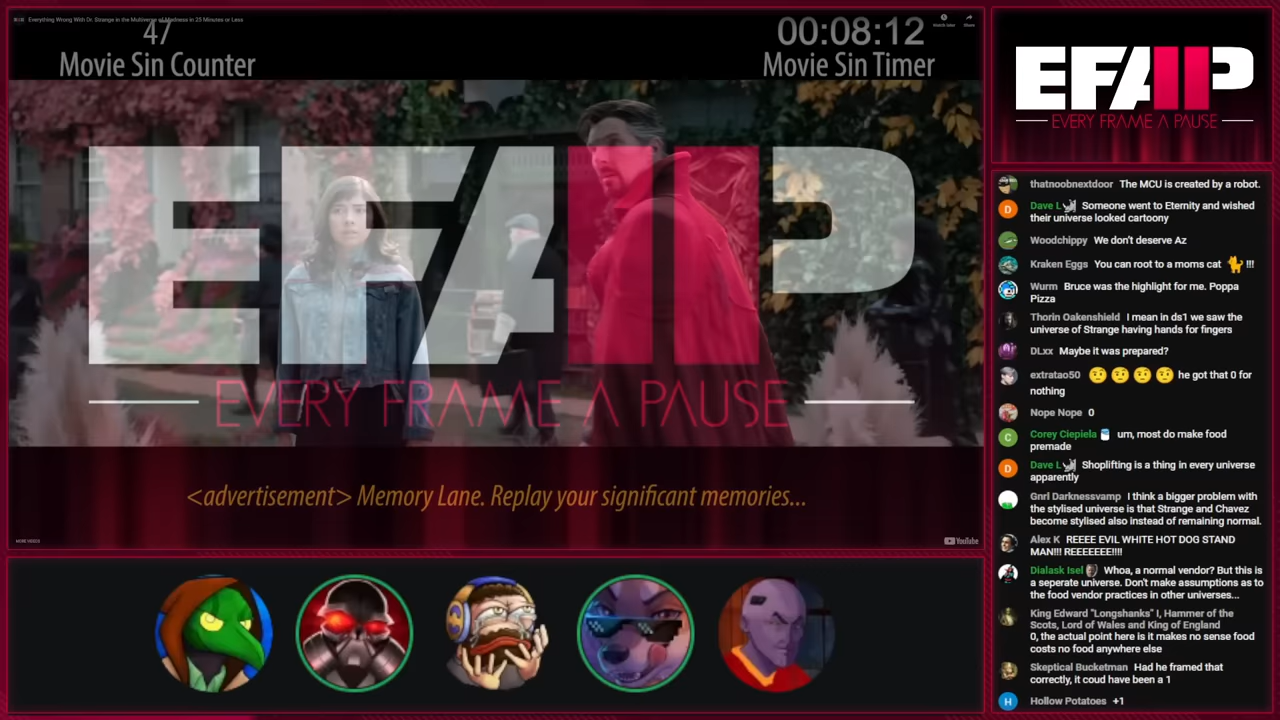 Everything Wrong With Dr. Strange in the Multiverse of Madness In 25 Minutes or Less
47
Movie Sin Counter
00:08:12
Movie Sin Timer
Watch later
Share
EFAP
EVERY FRAME A PAUSE
<advertisement> Memory Lane. Replay your significant memories...
MORE VIDEOS
YouTube
EFAP
EVERY FRAME A PAUSE
thatnoobnextdoor The MCU is created by a robot.
Dave L Someone went to Eternity and wished
their universe looked cartoony
Woodchippy We don't deserve Az
Kraken Eggs You can root to a moms cat !!!
Wurm Bruce was the highlight for me. Poppa
Pizza
Thorin Oakenshield I mean in ds1 we saw the
universe of Strange having hands for fingers
DLxx Maybe it was prepared?
extratao50 he got that 0 for
nothing
Nope Nope 0
Corey Ciepiela um, most do make food
premade
Dave L Shoplifting is a thing in every universe
apparently
Gnrl Darknessvamp I think a bigger problem with
the stylised universe is that Strange and Chavez
become stylised also instead of remaining normal.
Alex K REEEE EVIL WHITE HOT DOG STAND
MAN!!! REEEEEEE!!!!
Dialask Isel Whoa, a normal vendor? But this is
a seperate universe. Don't make assumptions as to
the food vendor practices in other universes...
King Edward "Longshanks" I, Hammer of the
Scots, Lord of Wales and King of England
0, the actual point here is it makes no sense food
costs no food anywhere else
Skeptical Bucketman Had he framed that
correctly, it coud have been a 1
Hollow Potatoes +1